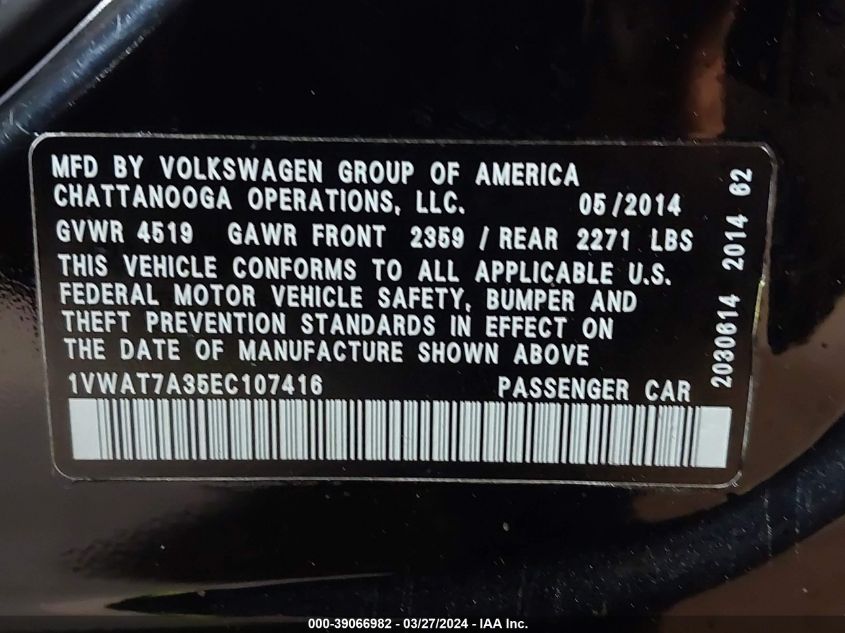 MFD BY VOLKSWAGEN GROUP OF AMERICA
CHATTANOOGA OPERATIONS, LLC. 05/2014
GVWR 4519 GAWR FRONT 2359 / REAR 2271 LBS
THIS VEHICLE CONFORMS TO ALL APPLICABLE U.S.
FEDERAL MOTOR VEHICLE SAFETY, BUMPER AND
THEFT PREVENTION STANDARDS IN EFFECT ON
THE DATE OF MANUFACTURE SHOWN ABOVE
1VWAT7A35EC107416 PASSENGER CAR
2030614 2014 62
000-39066982 - 03/27/2024 - IAA Inc.